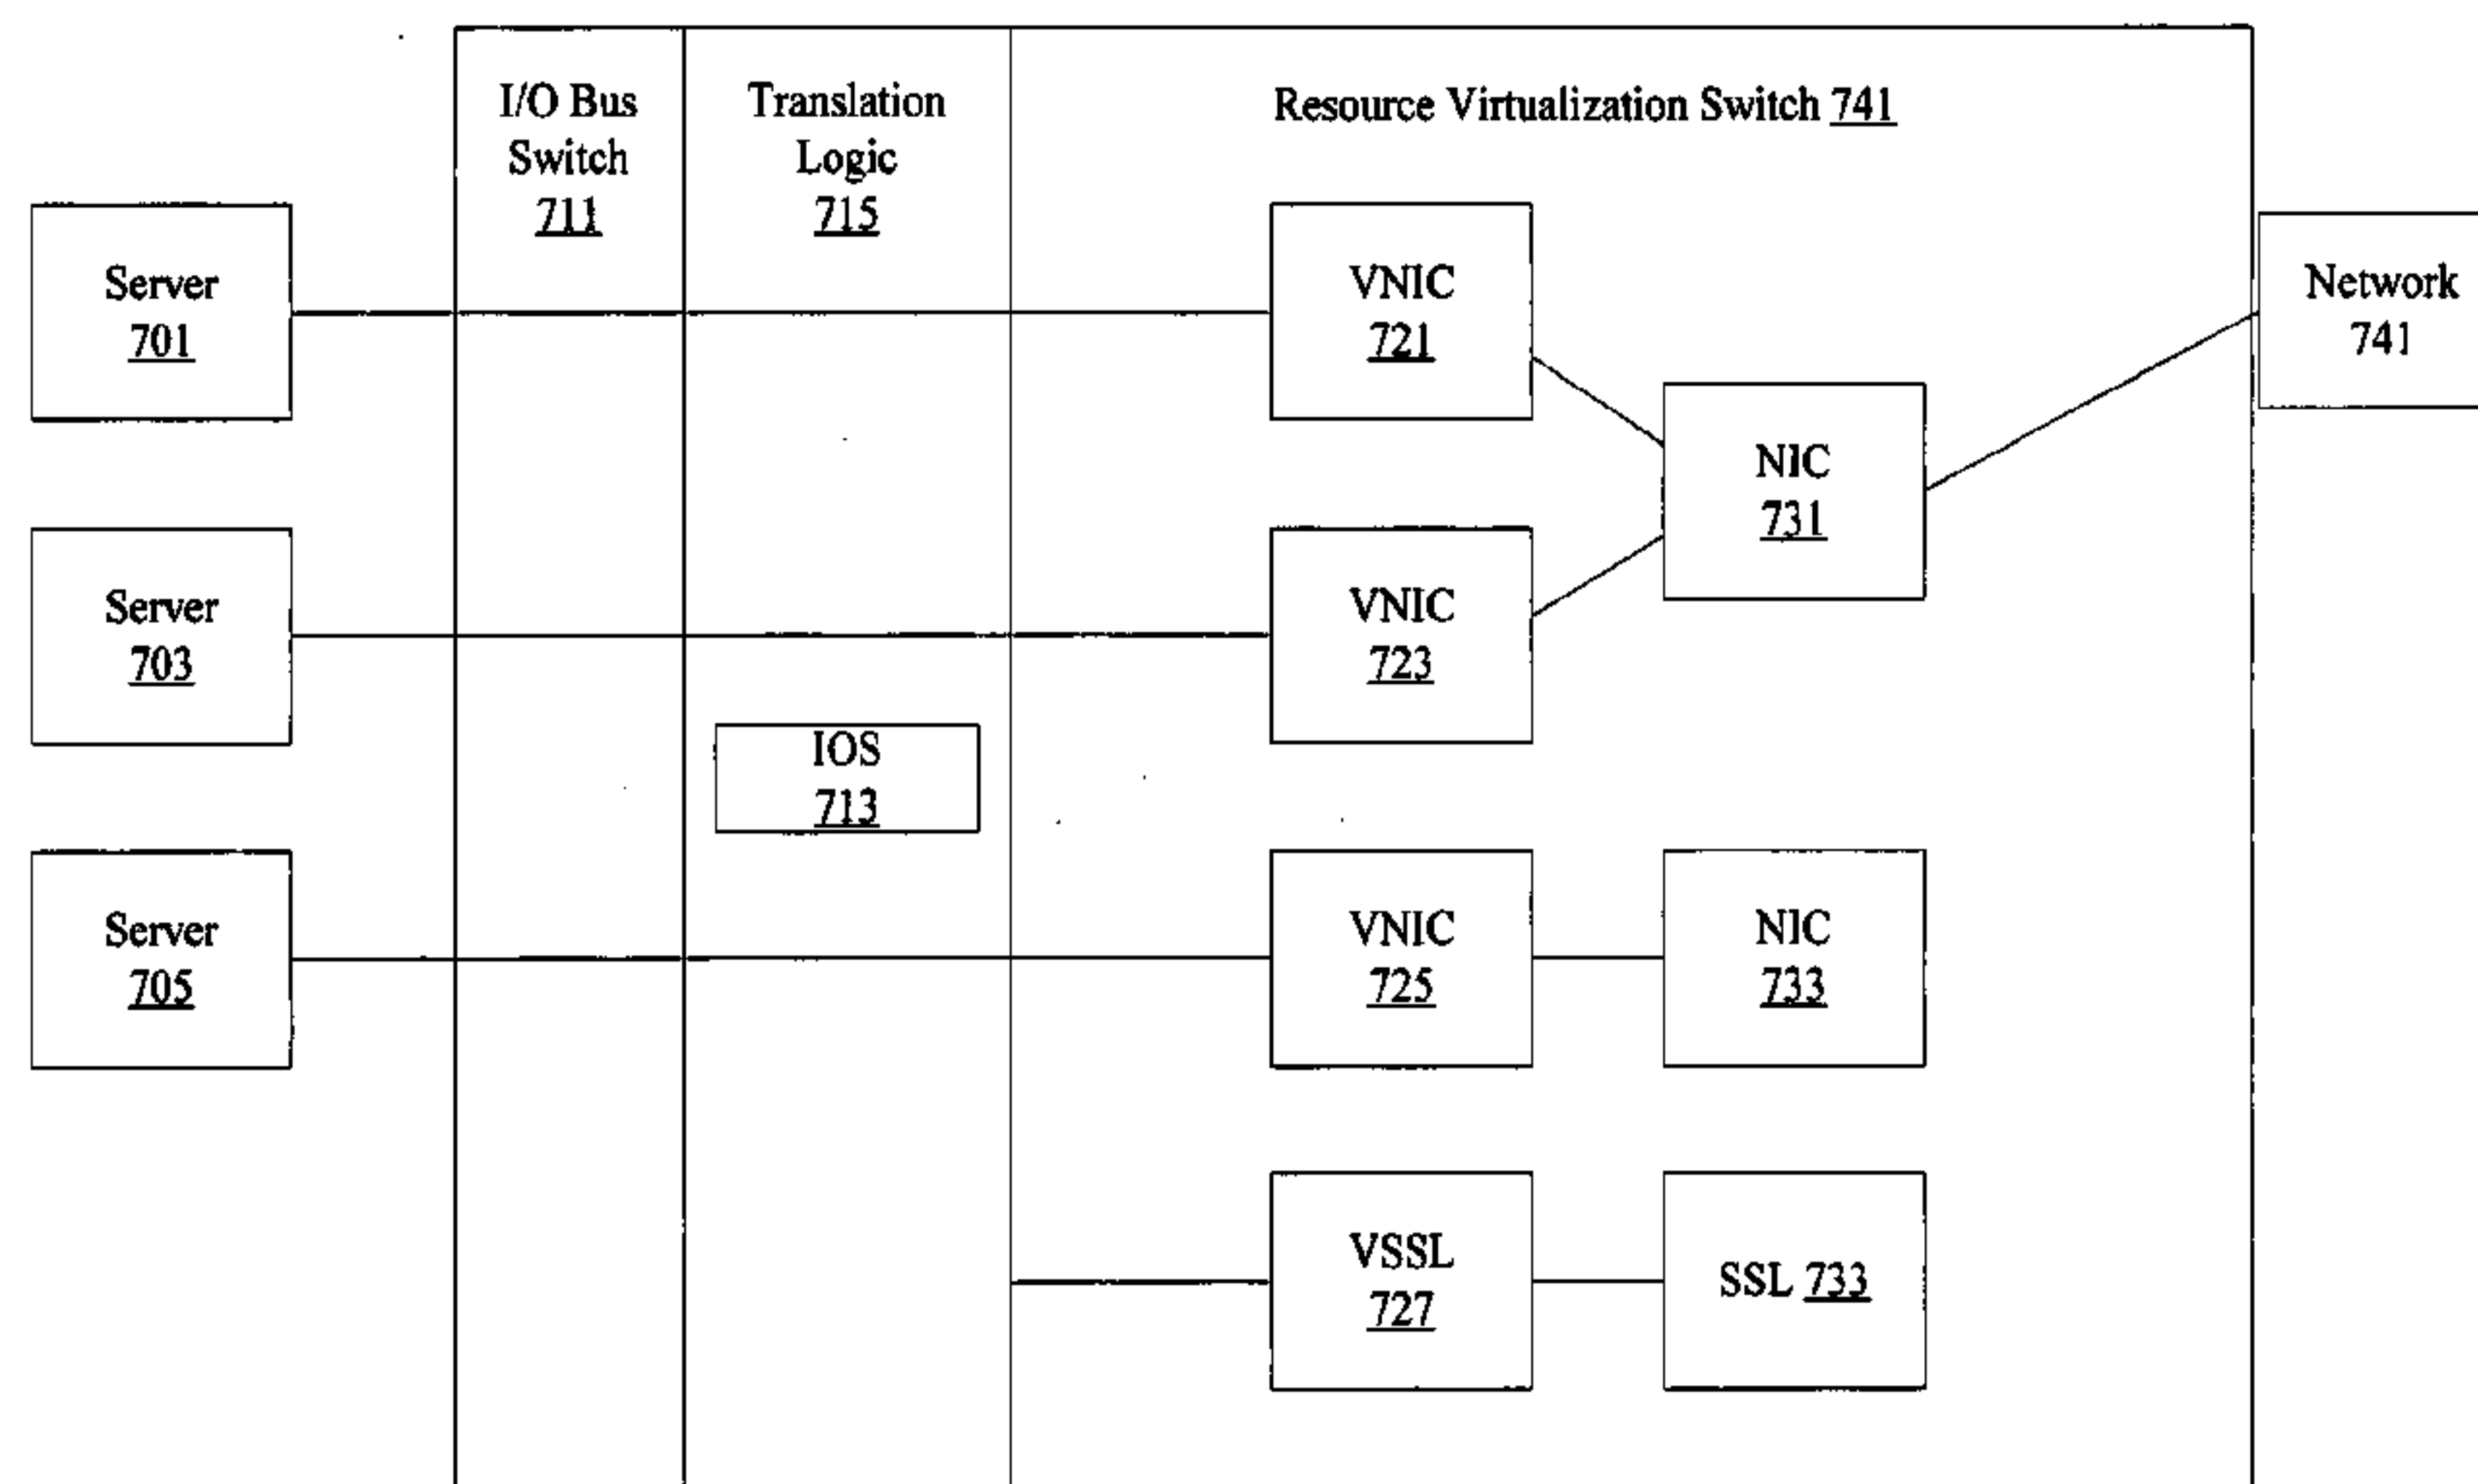 I/O Bus
Switch
711
Translation
Logic
715
Resource Virtualization Switch 741
Server
701
VNIC
721
Network
741
NIC
731
Server
703
VNIC
723
IOS
713
Server
705
VNIC
725
NIC
733
VSSL
727
SSL 733